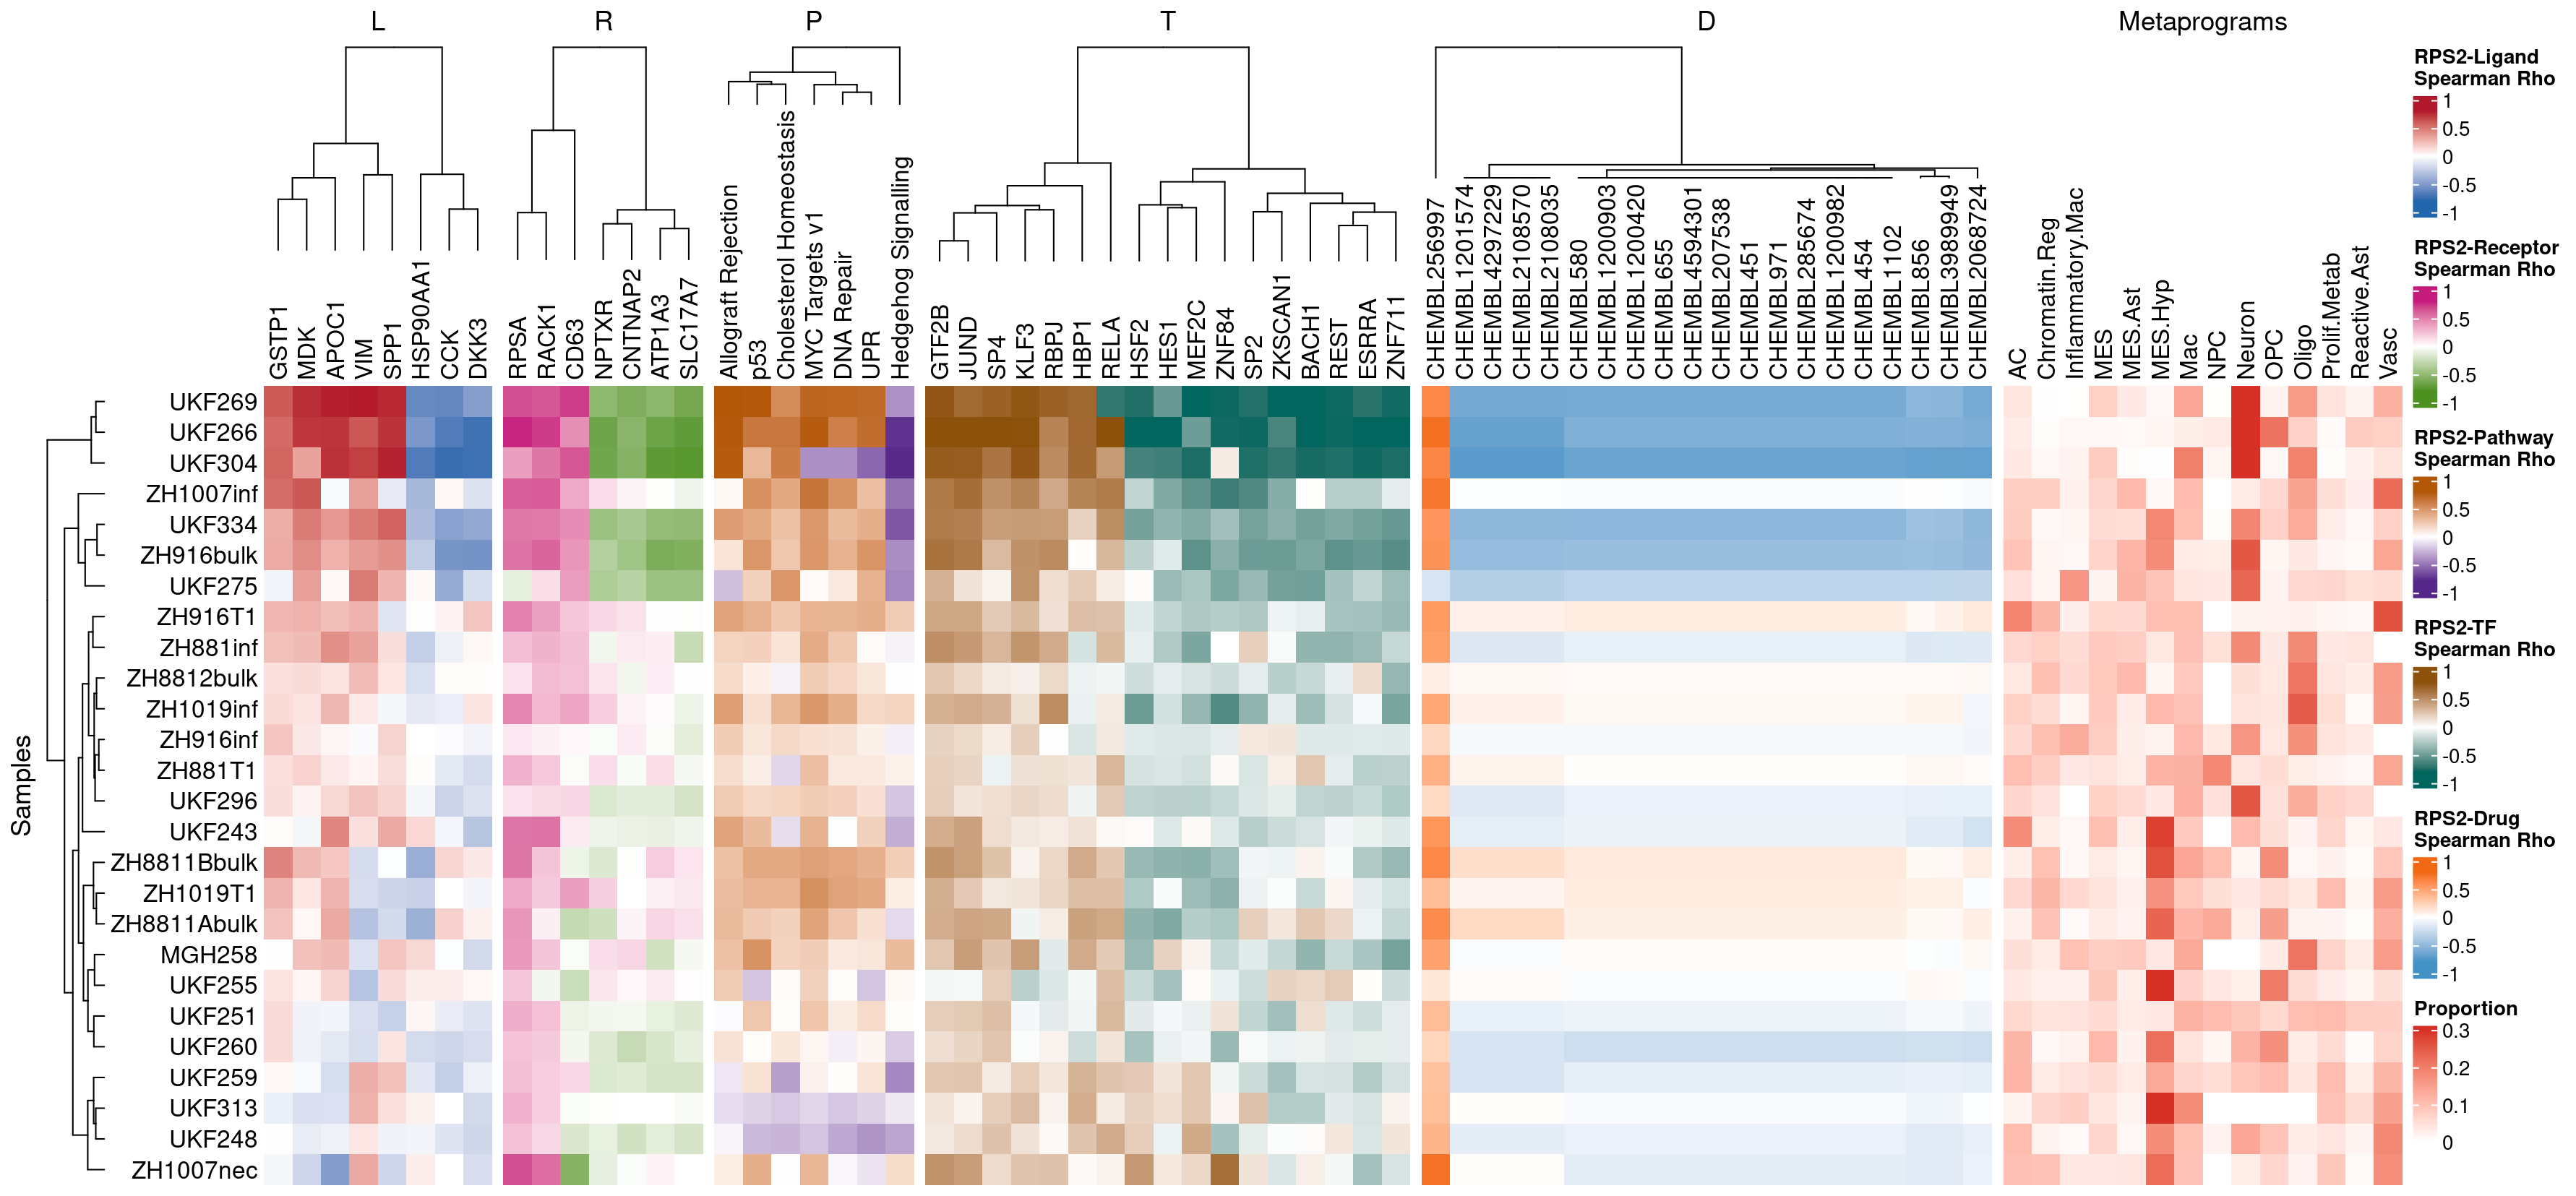 L
R
P
T
D
Metaprograms
GSTP1
MDK
APOC1
VIM
SPP1
HSP90AA1
CCK
DKK3
RPSA
RACK1
CD63
NPTXR
CNTNAP2
ATP1A3
SLC17A7
Allograft Rejection
p53
Cholesterol Homeostasis
MYC Targets v1
DNA Repair
UPR
Hedgehog Signalling
GTF2B
JUND
SP4
KLF3
RBPJ
HBP1
RELA
HSF2
HES1
MEF2C
ZNF84
SP2
ZKSCAN1
BACH1
REST
ESRRA
ZNF711
CHEMBL256997
CHEMBL1201574
CHEMBL4297229
CHEMBL2108570
CHEMBL2108035
CHEMBL580
CHEMBL1200903
CHEMBL1200420
CHEMBL655
CHEMBL4594301
CHEMBL207538
CHEMBL451
CHEMBL971
CHEMBL285674
CHEMBL1200982
CHEMBL454
CHEMBL1102
CHEMBL856
CHEMBL3989949
CHEMBL2068724
AC
Chromatin.Reg
Inflammatory.Mac
MES
MES.Ast
MES.Hyp
Mac
NPC
Neuron
OPC
Oligo
Prolif.Metab
Reactive.Ast
Vasc
Samples
UKF269
UKF266
UKF304
ZH1007inf
UKF334
ZH916bulk
UKF275
ZH916T1
ZH881inf
ZH8812bulk
ZH1019inf
ZH916inf
ZH881T1
UKF296
UKF243
ZH8811Bbulk
ZH1019T1
ZH8811Abulk
MGH258
UKF255
UKF251
UKF260
UKF259
UKF313
UKF248
ZH1007nec
RPS2-Ligand
Spearman Rho
1
0.5
0
-0.5
-1
RPS2-Receptor
Spearman Rho
1
0.5
0
-0.5
-1
RPS2-Pathway
Spearman Rho
1
0.5
0
-0.5
-1
RPS2-TF
Spearman Rho
1
0.5
0
-0.5
-1
RPS2-Drug
Spearman Rho
1
0.5
0
-0.5
-1
Proportion
0.3
0.2
0.1
0